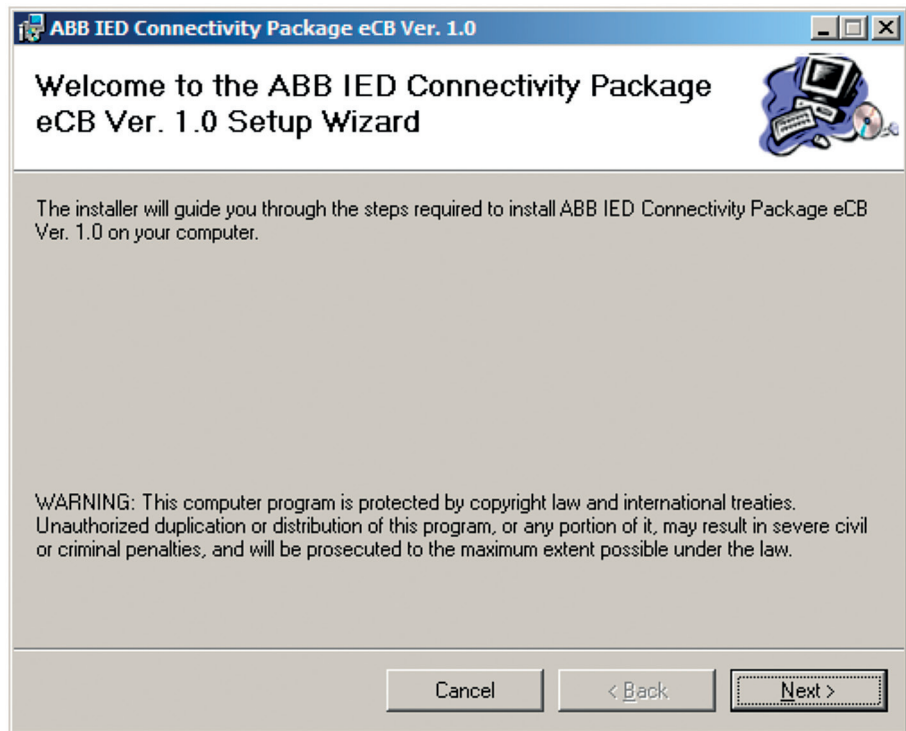 ABB IED Connectivity Package eCB Ver. 1.0
Welcome to the ABB IED Connectivity Package
eCB Ver. 1.0 Setup Wizard
The installer will guide you through the steps required to install ABB IED Connectivity Package eCB
Ver. 1.0 on your computer.
WARNING: This computer program is protected by copyright law and international treaties.
Unauthorized duplication or distribution of this program, or any portion of it, may result in severe civil
or criminal penalties, and will be prosecuted to the maximum extent possible under the law.
Cancel
< Back
Next >